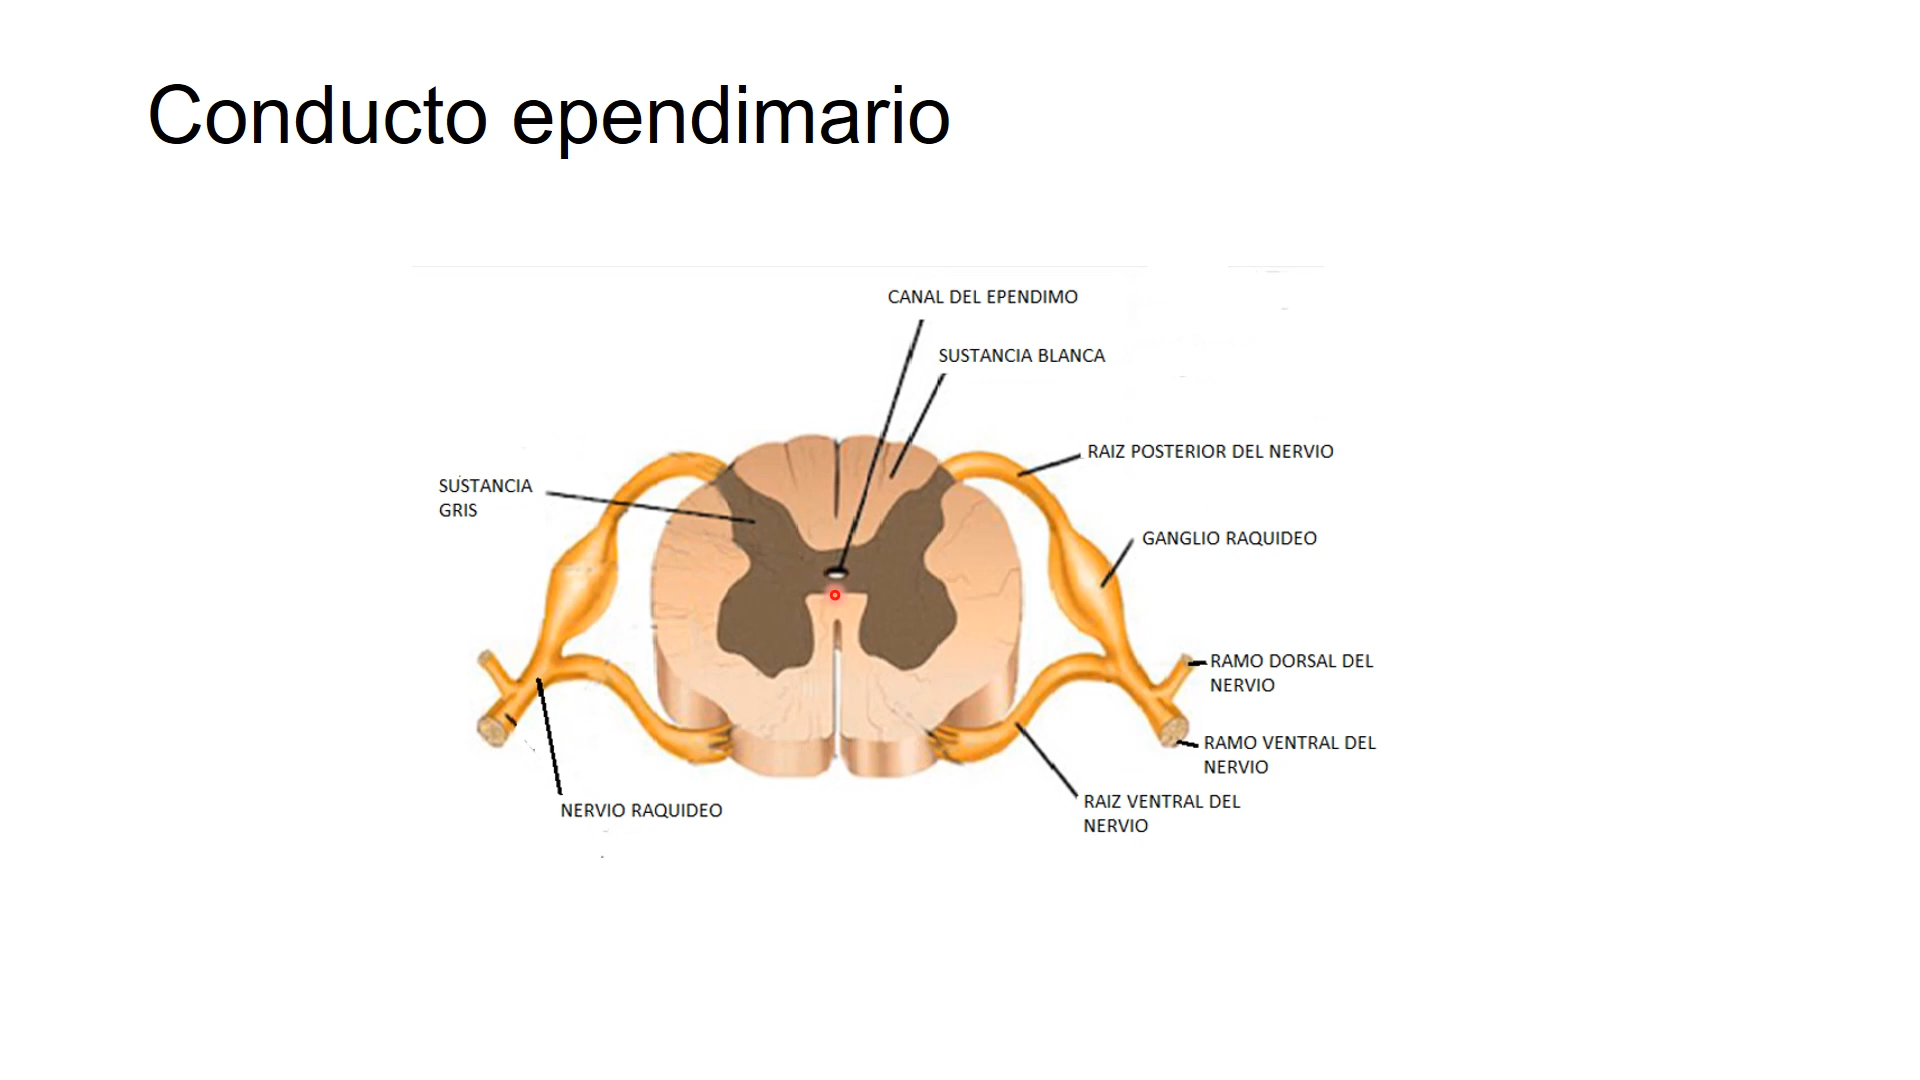 Conducto ependimario
CANAL DEL EPENDIMO
SUSTANCIA BLANCA
RAIZ POSTERIOR DEL NERVIO
SUSTANCIA
GRIS
GANGLIO RAQUIDEO
RAMO DORSAL DEL
NERVIO
RAMO VENTRAL DEL
NERVIO
RAIZ VENTRAL DEL
NERVIO
NERVIO RAQUIDEO